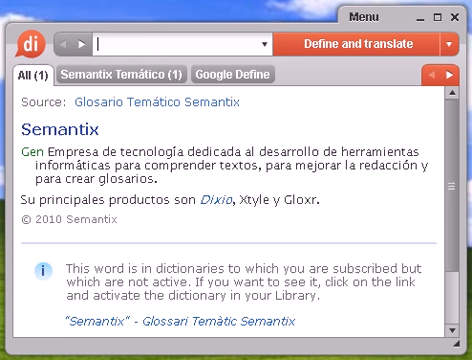 Menu
di
Define and translate
All (1) Semantix Temático (1) Google Define
Source: Glosario Temático Semantix
Semantix
Gen Empresa de tecnología dedicada al desarrollo de herramientas
informáticas para comprender textos, para mejorar la redacción y
para crear glosarios.
Su principales productos son Dixio, Xtyle y Gloxr.
© 2010 Semantix
i
This word is in dictionaries to which you are subscribed but
which are not active. If you want to see it, click on the link
and activate the dictionary in your Library.
"Semantix" - Glossari Temàtic Semantix